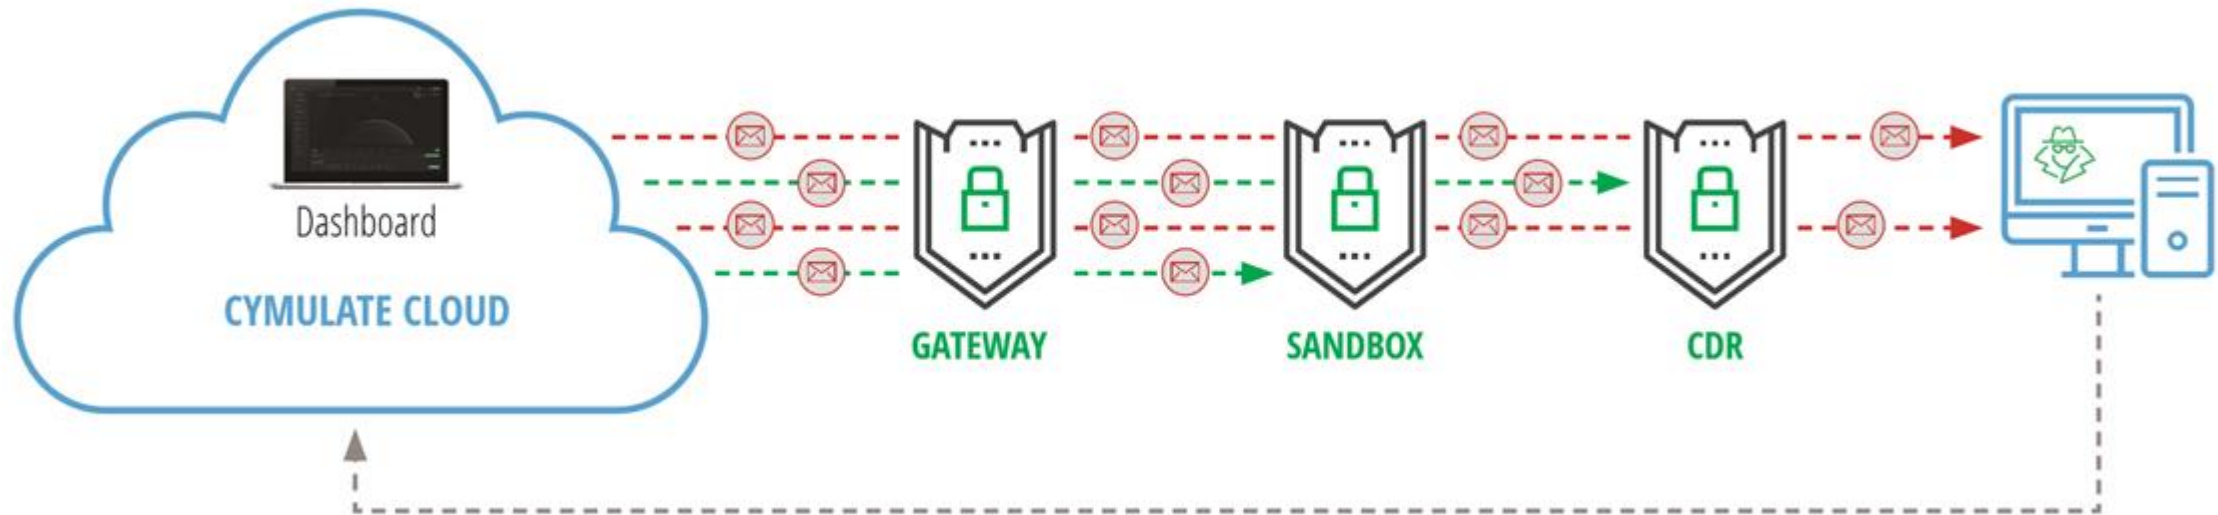 Dashboard
CYMULATE CLOUD
GATEWAY
SANDBOX
CDR